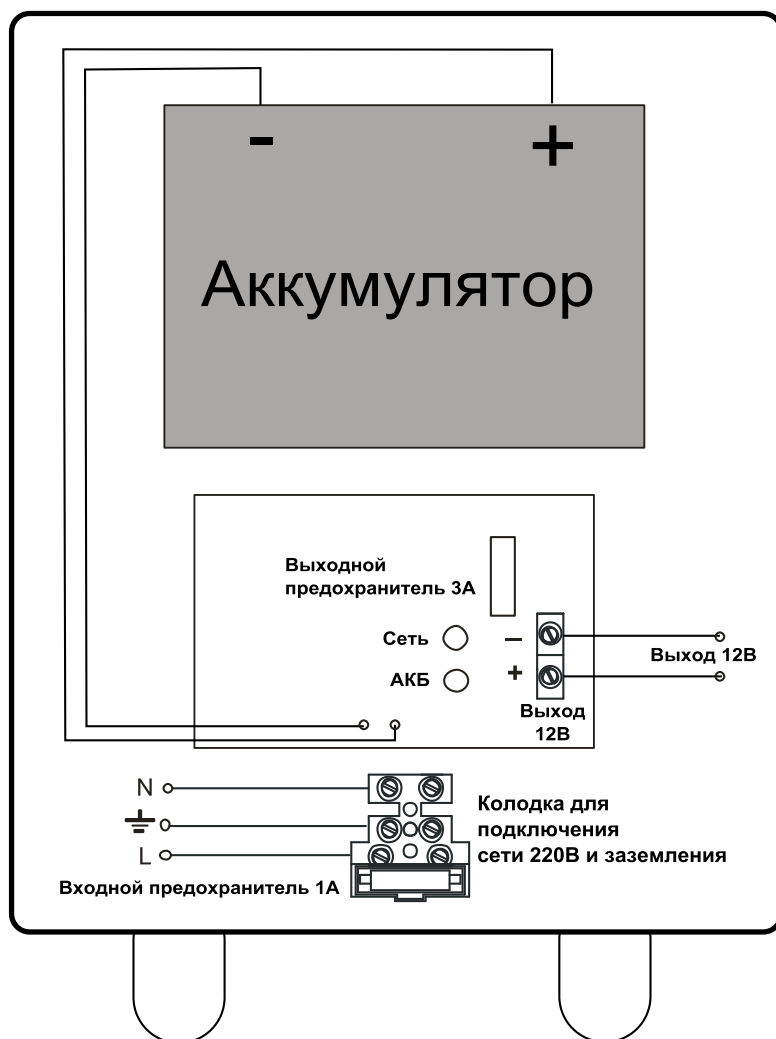 - +
Аккумулятор
Выходной
предохранитель 3А
Сеть
–
Выход 12В
АКБ
+
Выход
12В
N
Колодка для
подключения
сети 220В и заземления
L
Входной предохранитель 1А